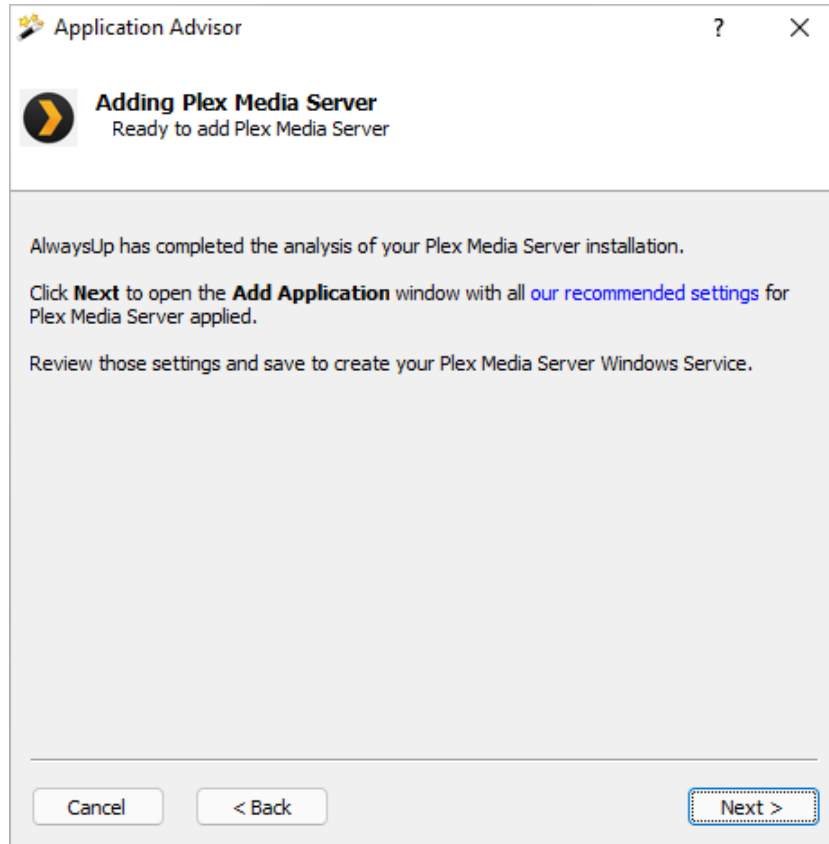 Application Advisor ? ×
Adding Plex Media Server
Ready to add Plex Media Server
AlwaysUp has completed the analysis of your Plex Media Server installation.
Click Next to open the Add Application window with all our recommended settings for
Plex Media Server applied.
Review those settings and save to create your Plex Media Server Windows Service.
Cancel < Back Next >